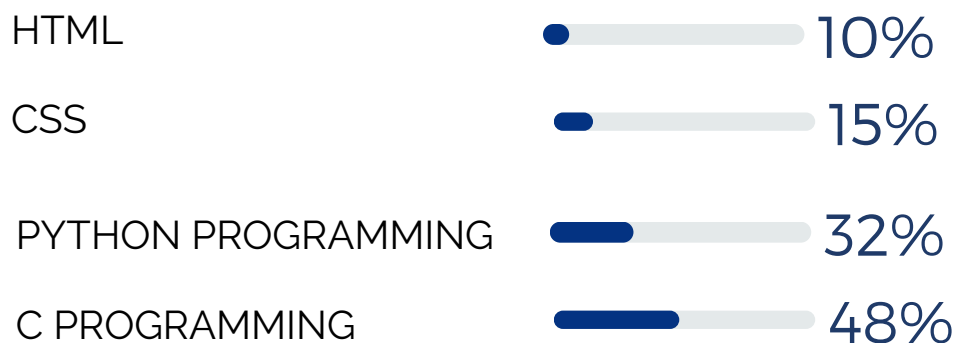 HTML 10%
CSS 15%
PYTHON PROGRAMMING 32%
C PROGRAMMING 48%